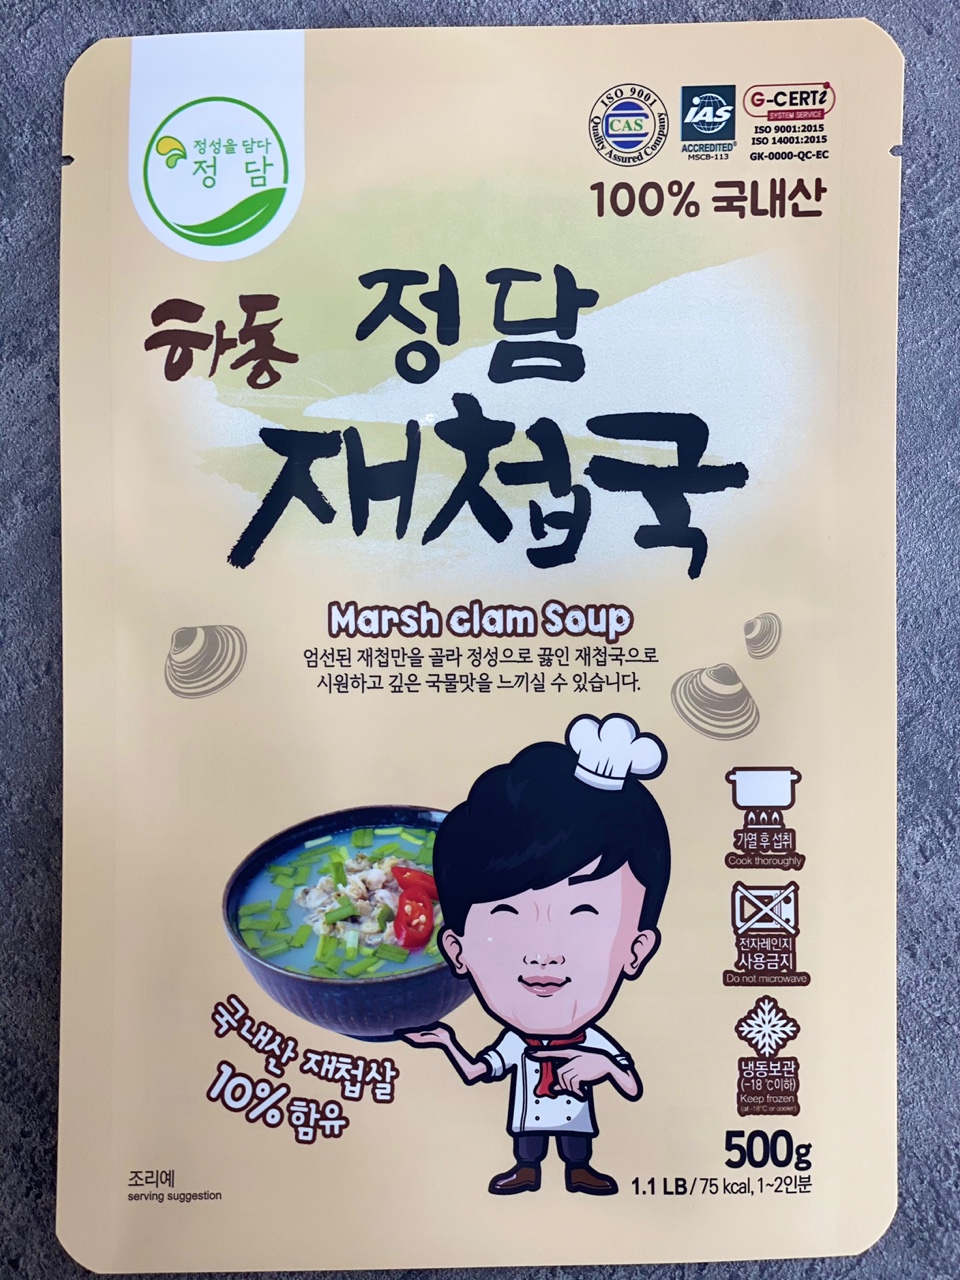 정성을 담다
정 담
ISO 9001
CAS
Quality Assured Company
iAS
ACCREDITED®
MSCB-113
G-CERTi
SYSTEM SERVICE
ISO 9001:2015
ISO 14001:2015
GK-0000-QC-EC
100% 국내산
하동 정담
재첩국
Marsh clam Soup
엄선된 재첩만을 골라 정성으로 끓인 재첩국으로
시원하고 깊은 국물맛을 느끼실 수 있습니다.
가열 후 섭취
Cook thoroughly
전자레인지
사용금지
Do not microwave
냉동보관
(-18℃이하)
Keep frozen
(at -18°C or cooler)
국내산 재첩살
10% 함유
500g
1.1 LB / 75 kcal, 1~2인분
조리예
serving suggestion